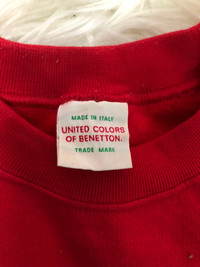 MADE IN ITALY
UNITED COLORS
OF BENETTON.
TRADE MARK